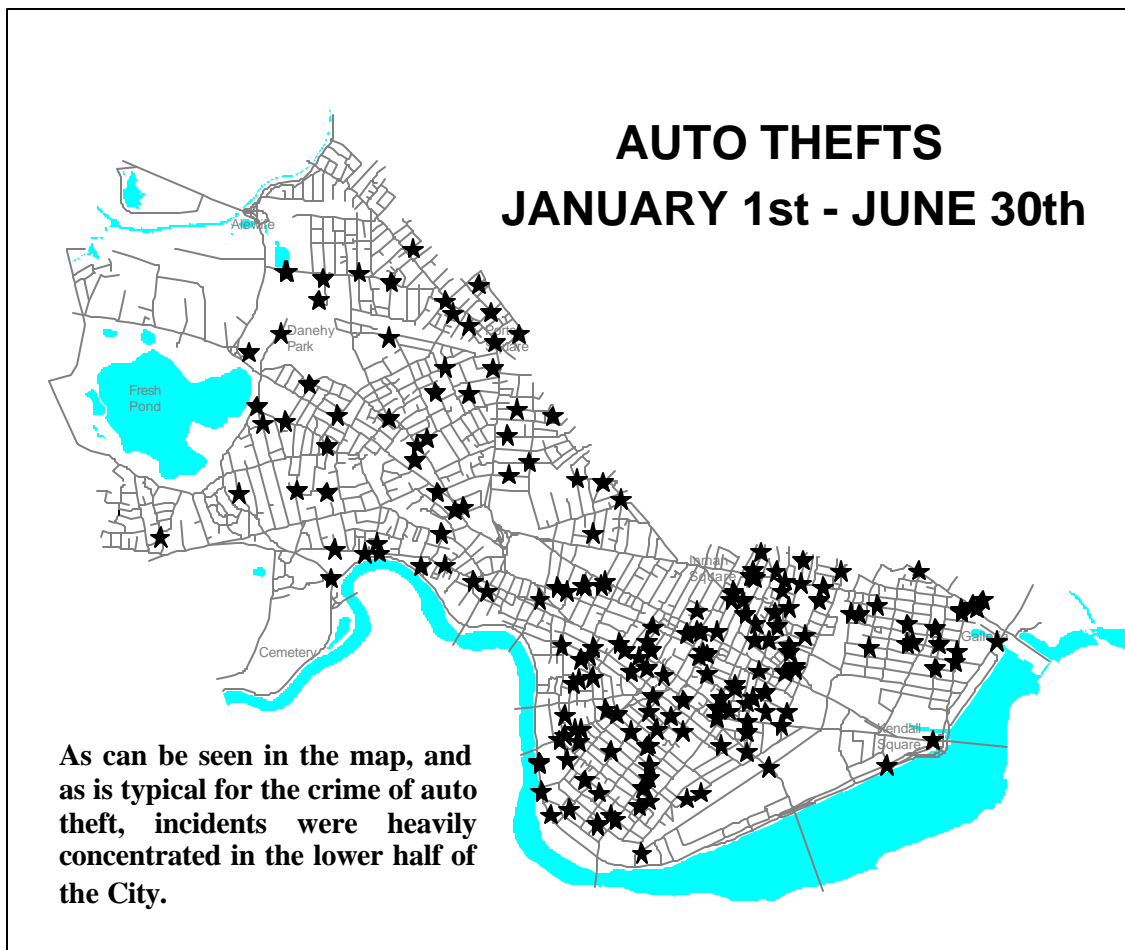 AUTO THEFTS
JANUARY 1st - JUNE 30th
Alewife
Danehy
Park
Porter
Square
Fresh
Pond
Inman
Square
Cemetery
Kendall
Square
As can be seen in the map, and
as is typical for the crime of auto
theft, incidents were heavily
concentrated in the lower half of
the City.